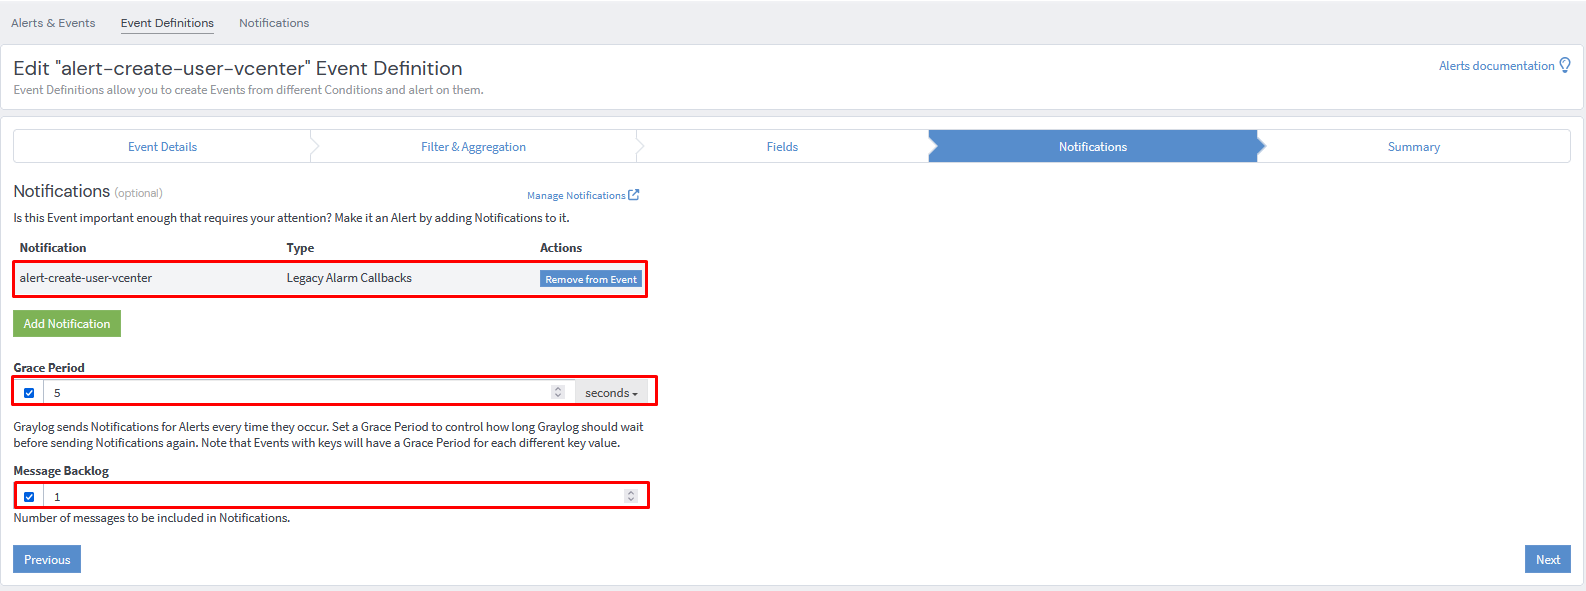 Alerts & Events Event Definitions Notifications
Edit "alert-create-user-vcenter" Event Definition
Alerts documentation
Event Definitions allow you to create Events from different Conditions and alert on them.
Event Details Filter & Aggregation Fields Notifications Summary
Notifications (optional) Manage Notifications
Is this Event important enough that requires your attention? Make it an Alert by adding Notifications to it.
Notification Type Actions
alert-create-user-vcenter Legacy Alarm Callbacks Remove from Event
Add Notification
Grace Period
5 seconds
Graylog sends Notifications for Alerts every time they occur. Set a Grace Period to control how long Graylog should wait
before sending Notifications again. Note that Events with keys will have a Grace Period for each different key value.
Message Backlog
1
Number of messages to be included in Notifications.
Previous Next